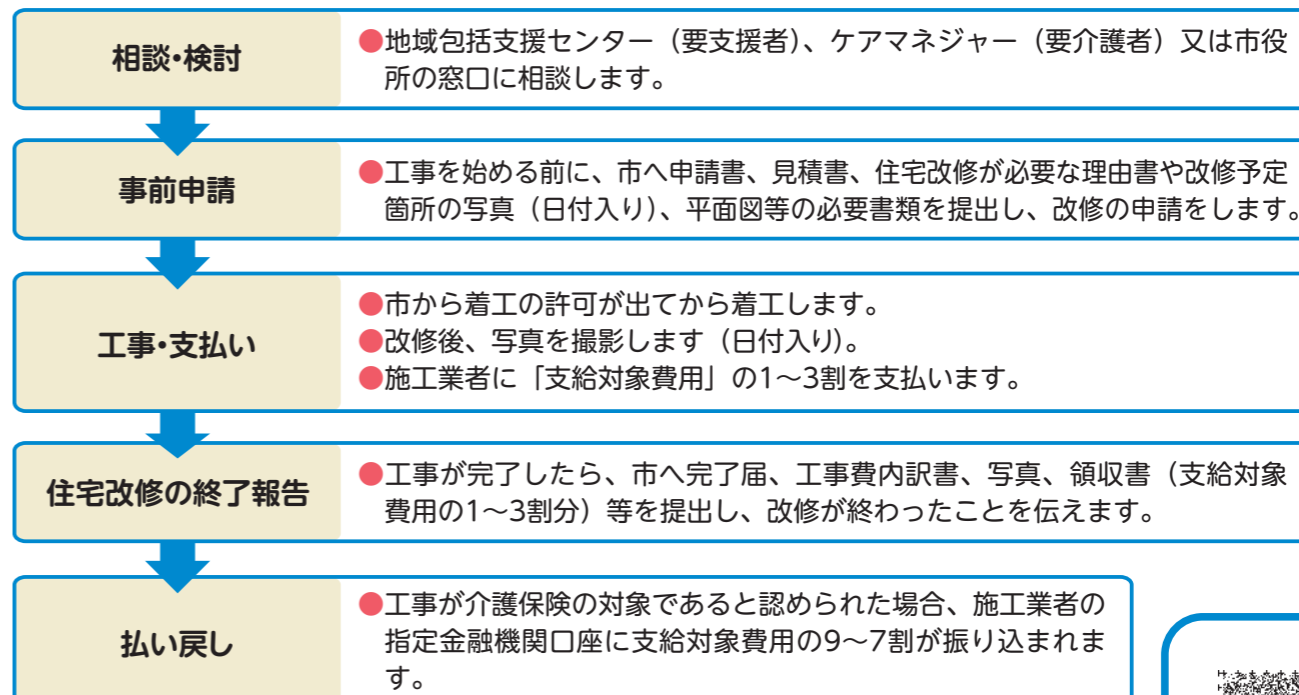 相談・検討
●地域包括支援センター（要支援者）、ケアマネジャー（要介護者）又は市役
所の窓口に相談します。
事前申請
●工事を始める前に、市へ申請書、見積書、住宅改修が必要な理由書や改修予定
箇所の写真（日付入り）、平面図等の必要書類を提出し、改修の申請をします。
工事・支払い
●市から着工の許可が出てから着工します。
●改修後、写真を撮影します（日付入り）。
●施工業者に「支給対象費用」の1〜3割を支払います。
住宅改修の終了報告
●工事が完了したら、市へ完了届、工事費内訳書、写真、領収書（支給対象
費用の1〜3割分）等を提出し、改修が終わったことを伝えます。
払い戻し
●工事が介護保険の対象であると認められた場合、施工業者の
指定金融機関口座に支給対象費用の9〜7割が振り込まれま
す。